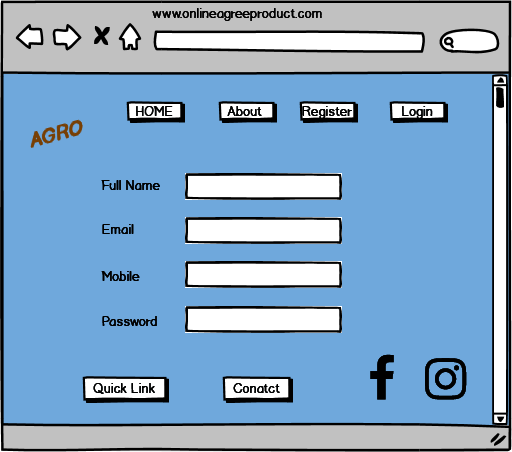 www.onlineagreeproduct.com
AGRO
HOME About Register Login
Full Name
Email
Mobile
Password
Quick Link Conatct